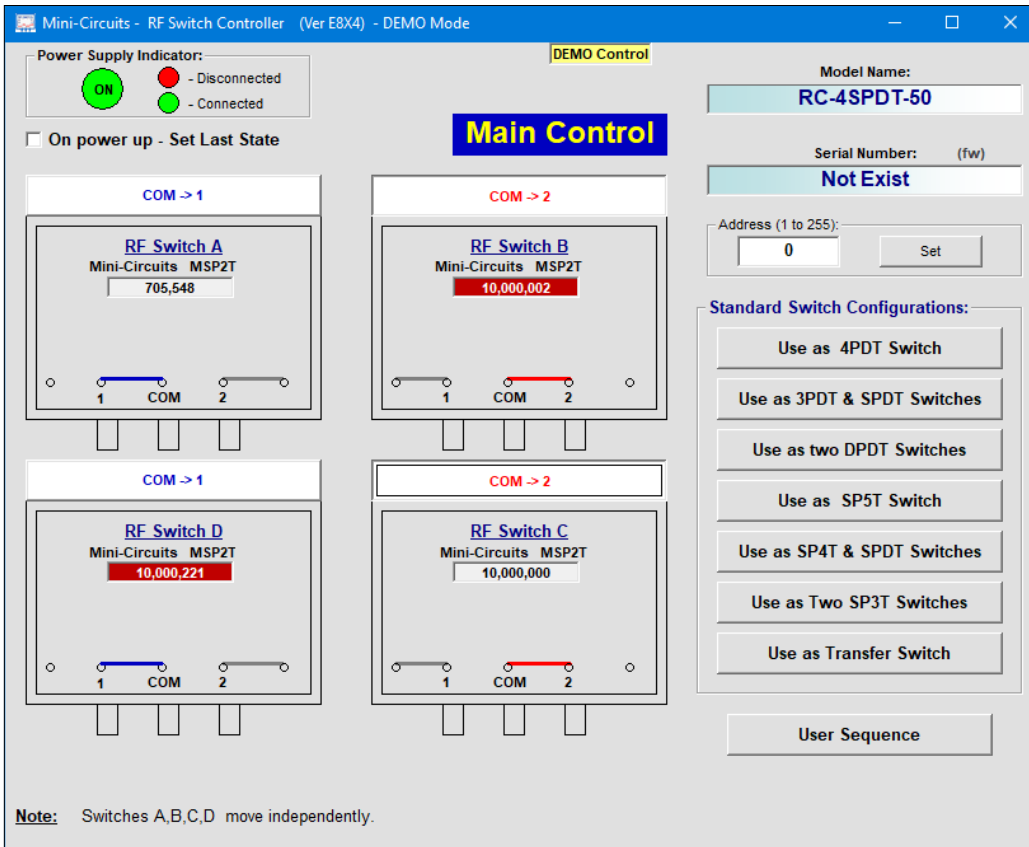 Mini-Circuits - RF Switch Controller (Ver E8X4) - DEMO Mode
Power Supply Indicator:
ON
- Disconnected
- Connected
DEMO Control
On power up - Set Last State
Main Control
Model Name:
RC-4SPDT-50
Serial Number: (fw)
Not Exist
Address (1 to 255):
0 Set
COM -> 1
RF Switch A
Mini-Circuits MSP2T
705,548
1 COM 2
COM -> 2
RF Switch B
Mini-Circuits MSP2T
10,000,002
1 COM 2
COM -> 1
RF Switch D
Mini-Circuits MSP2T
10,000,221
1 COM 2
COM -> 2
RF Switch C
Mini-Circuits MSP2T
10,000,000
1 COM 2
Standard Switch Configurations:
Use as 4PDT Switch
Use as 3PDT & SPDT Switches
Use as two DPDT Switches
Use as SP5T Switch
Use as SP4T & SPDT Switches
Use as Two SP3T Switches
Use as Transfer Switch
User Sequence
Note: Switches A,B,C,D move independently.